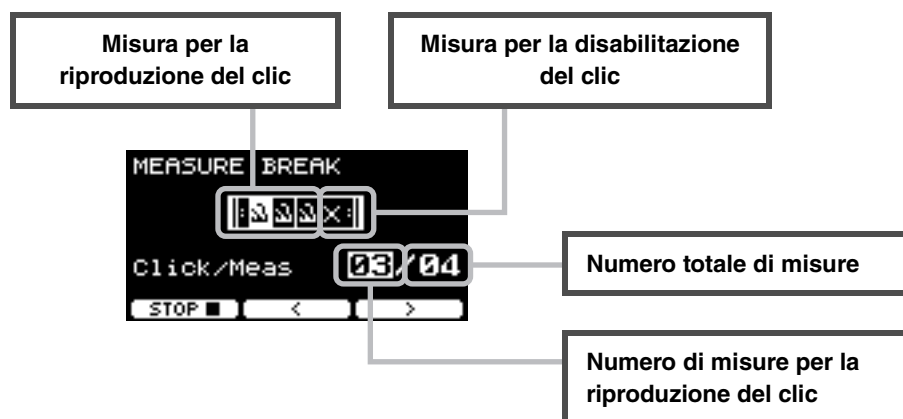 Misura per la
riproduzione del clic
Misura per la disabilitazione
del clic
MEASURE BREAK
Click/Meas 03/04
STOP ■ < >
Numero totale di misure
Numero di misure per la
riproduzione del clic